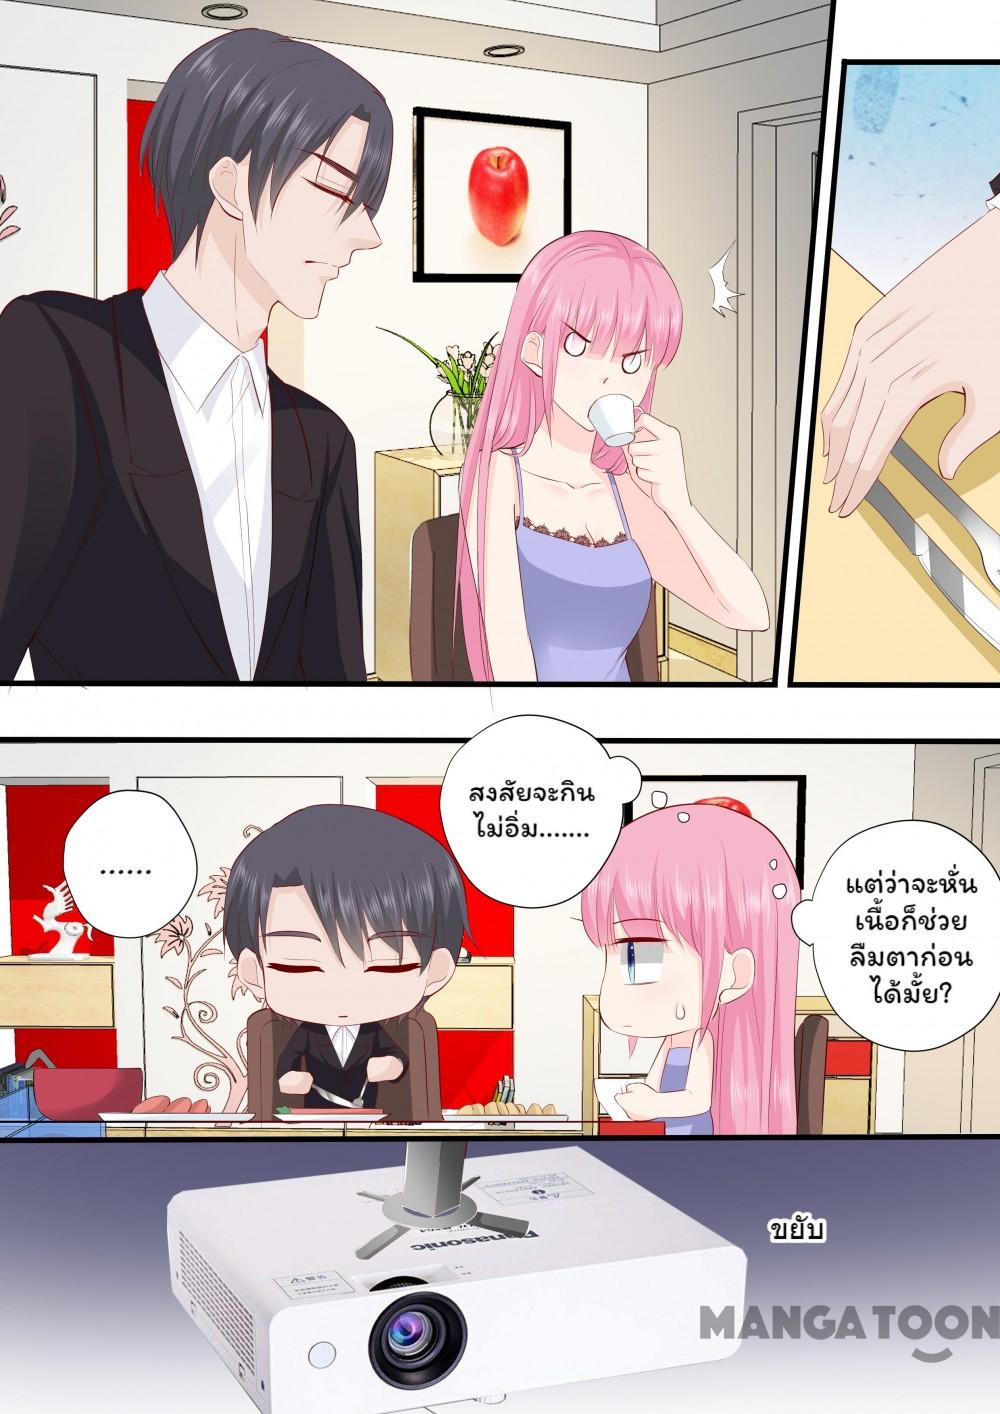 ......
สงสัยจะกิน
ไม่อิ่ม.......
แต่ว่าจะหั่น
เนื้อก็ช่วย
ลืมตาก่อน
ได้มั้ย?
ขยับ
Panasonic
MANGATOON